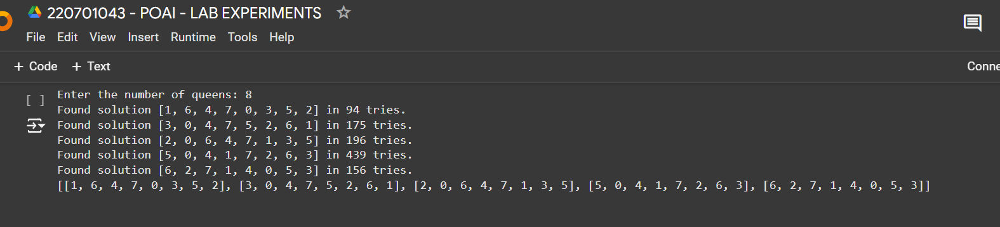 220701043 - POAI - LAB EXPERIMENTS
File Edit View Insert Runtime Tools Help
+ Code + Text
Conne
[ ] Enter the number of queens: 8
Found solution [1, 6, 4, 7, 0, 3, 5, 2] in 94 tries.
Found solution [3, 0, 4, 7, 5, 2, 6, 1] in 175 tries.
Found solution [2, 0, 6, 4, 7, 1, 3, 5] in 196 tries.
Found solution [5, 0, 4, 1, 7, 2, 6, 3] in 439 tries.
Found solution [6, 2, 7, 1, 4, 0, 5, 3] in 156 tries.
[[1, 6, 4, 7, 0, 3, 5, 2], [3, 0, 4, 7, 5, 2, 6, 1], [2, 0, 6, 4, 7, 1, 3, 5], [5, 0, 4, 1, 7, 2, 6, 3], [6, 2, 7, 1, 4, 0, 5, 3]]